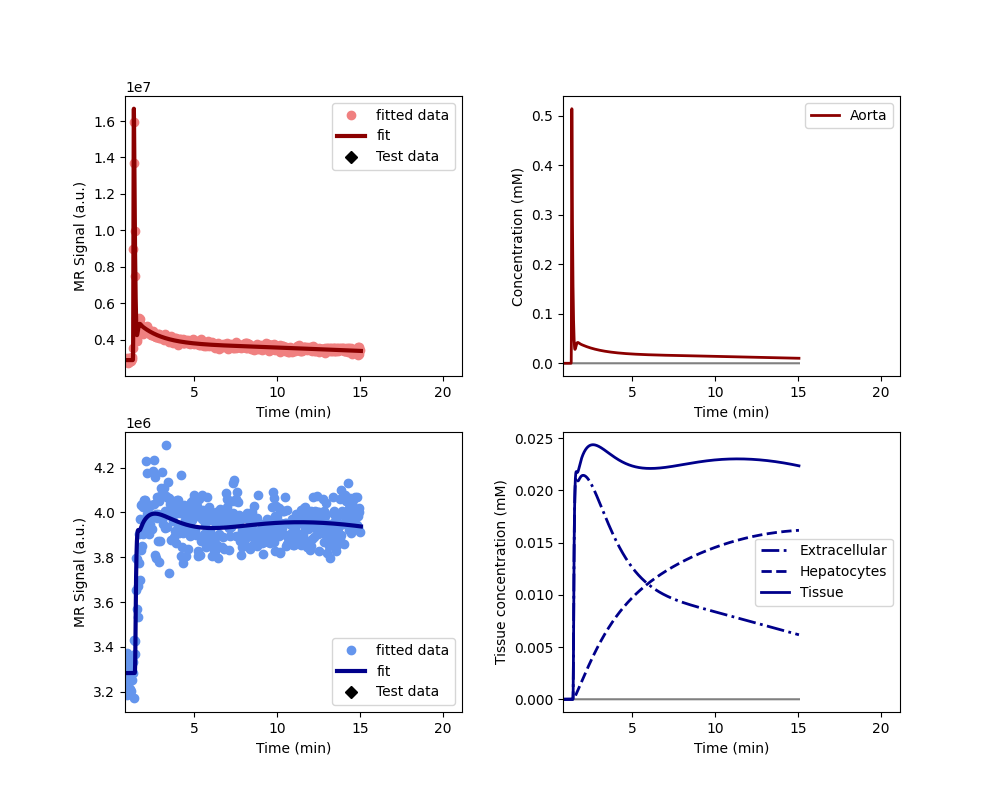 1e7
MR Signal (a.u.)
1.6
1.4
1.2
1.0
0.8
0.6
0.4
fitted data
fit
Test data
5
10
15
20
Time (min)
Concentration (mM)
0.5
0.4
0.3
0.2
0.1
0.0
Aorta
5
10
15
20
Time (min)
1e6
MR Signal (a.u.)
4.2
4.0
3.8
3.6
3.4
3.2
fitted data
fit
Test data
5
10
15
20
Time (min)
Tissue concentration (mM)
0.025
0.020
0.015
0.010
0.005
0.000
Extracellular
Hepatocytes
Tissue
5
10
15
20
Time (min)